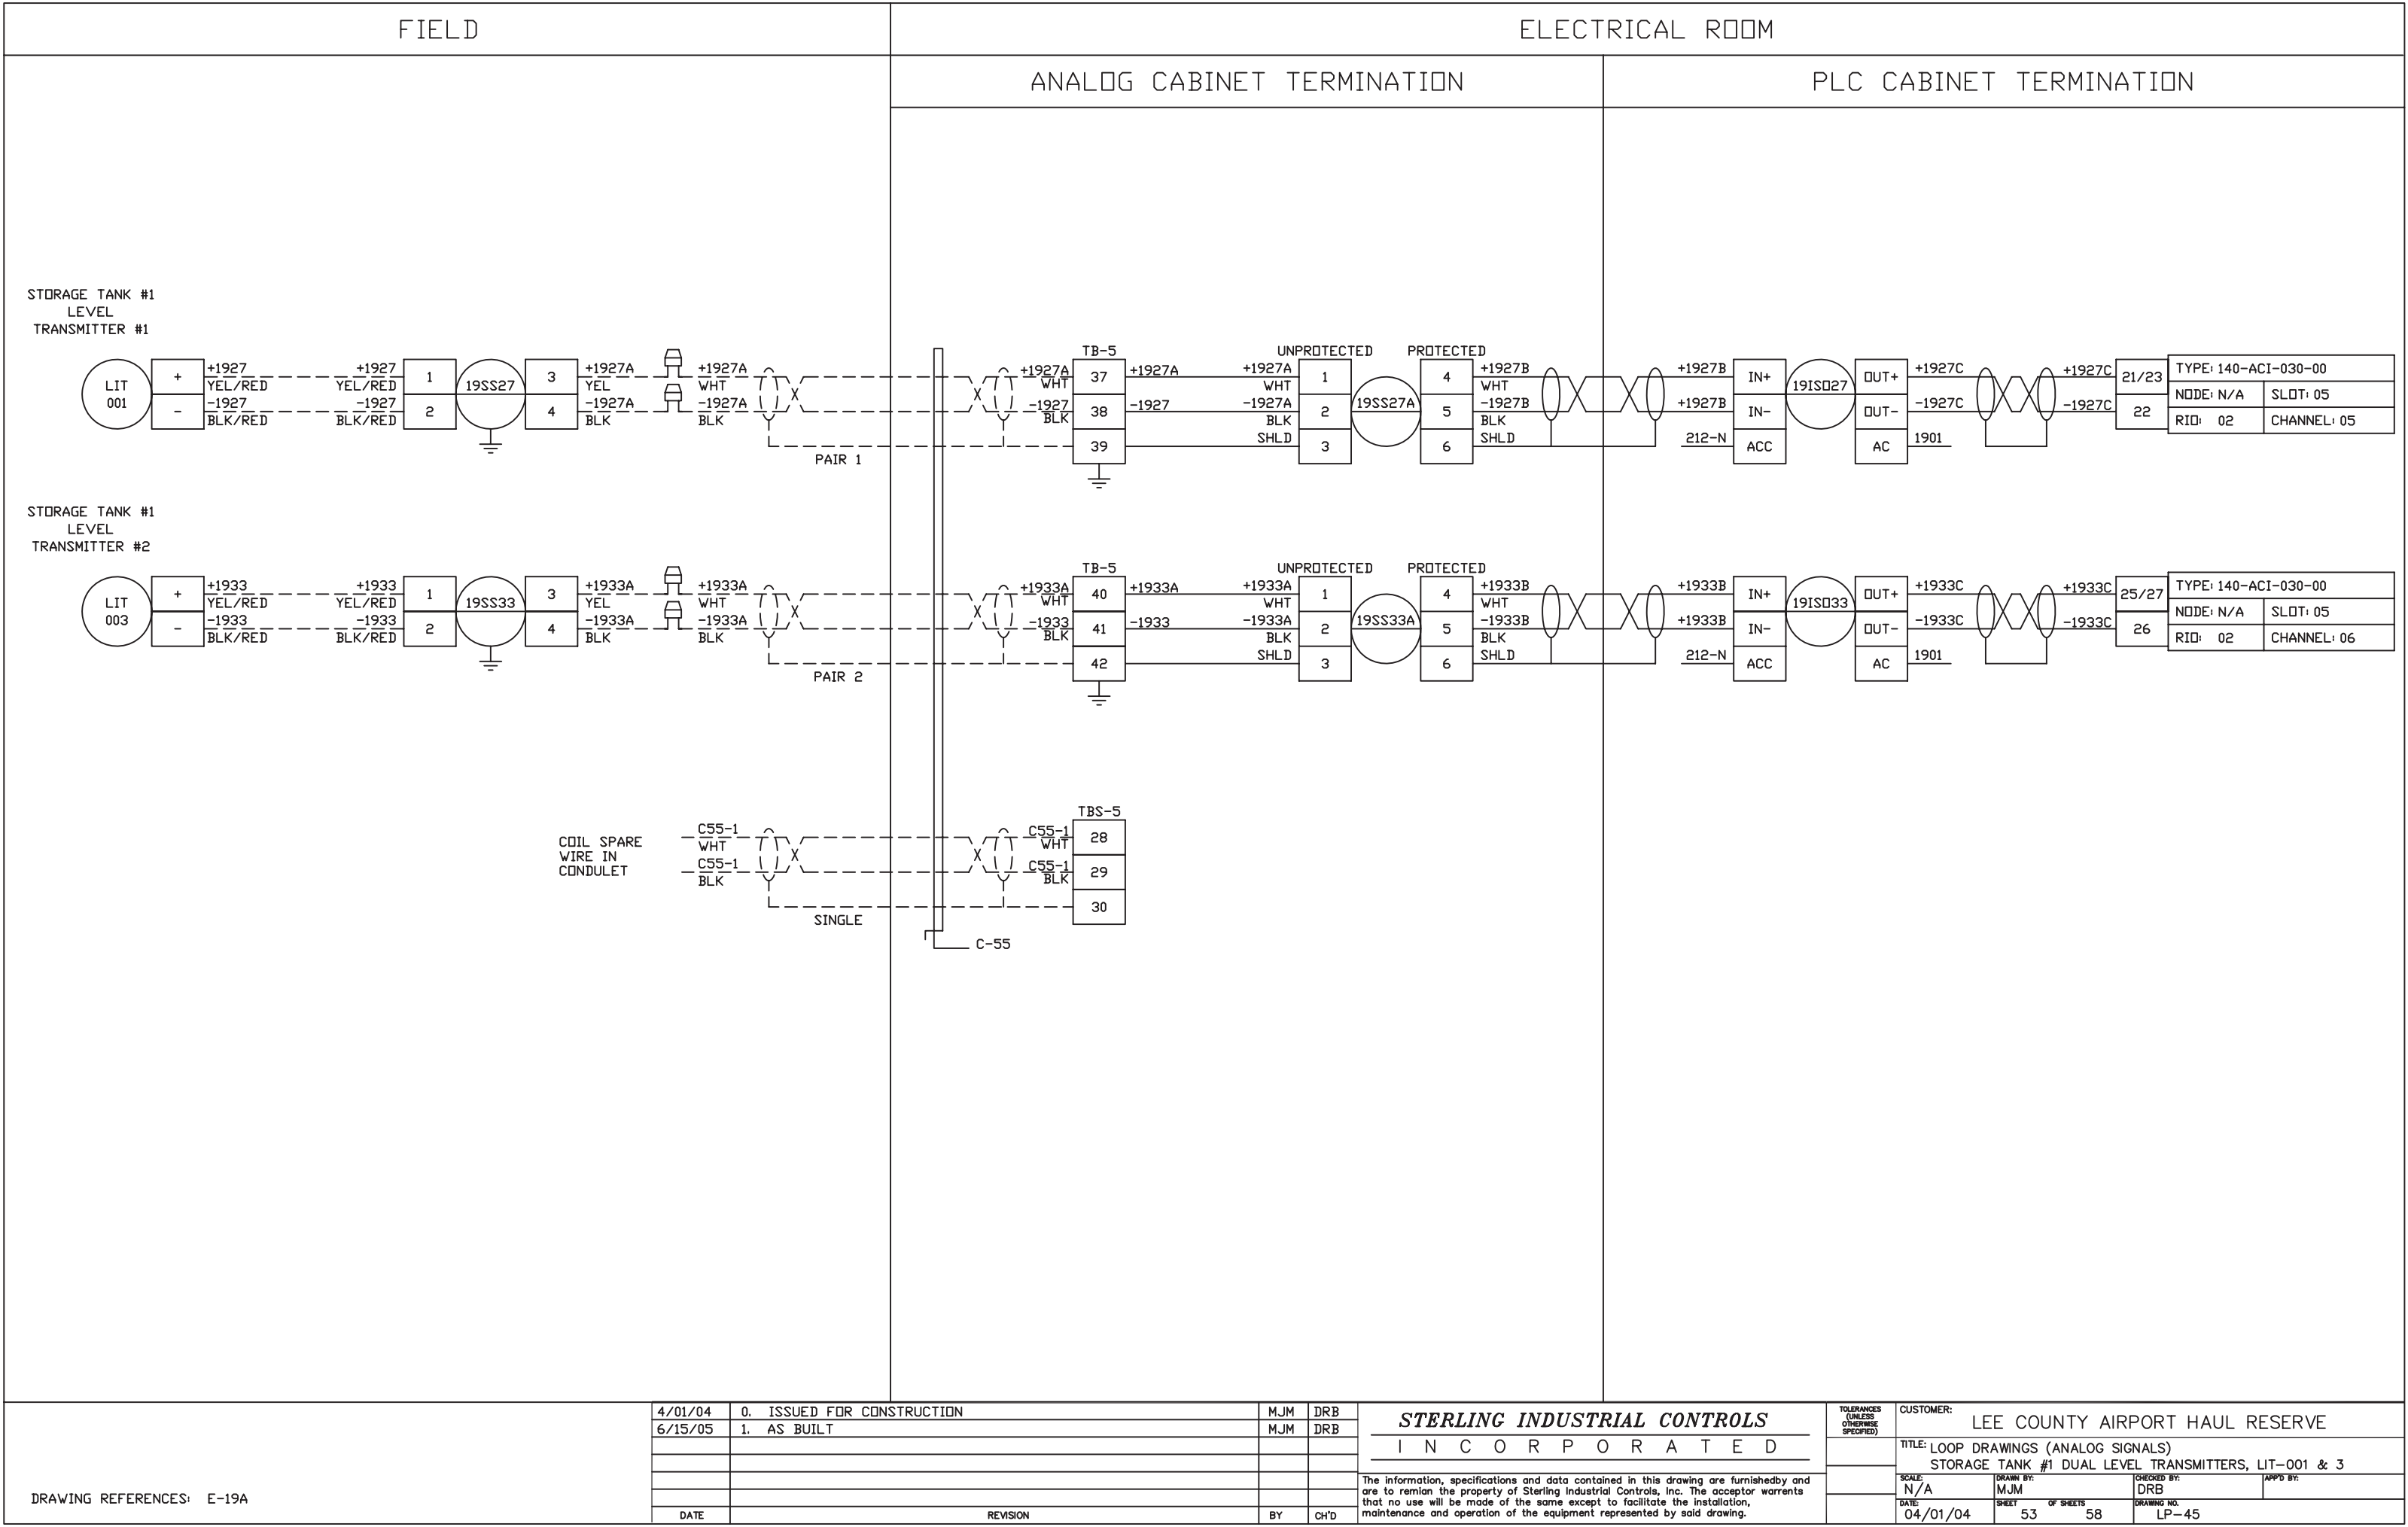 FIELD
ELECTRICAL ROOM
ANALOG CABINET TERMINATION
PLC CABINET TERMINATION
STORAGE TANK #1
LEVEL
TRANSMITTER #1
LIT
001
+
-
+1927
YEL/RED
-1927
BLK/RED
+1927
YEL/RED
-1927
BLK/RED
1
2
19SS27
3
4
+1927A
YEL
-1927A
BLK
+1927A
WHT
-1927A
BLK
PAIR 1
+1927A
WHT
-1927
BLK
TB-5
37
38
39
+1927A
-1927
UNPROTECTED
+1927A
WHT
-1927A
BLK
SHLD
1
2
3
19SS27A
PROTECTED
4
5
6
+1927B
WHT
-1927B
BLK
SHLD
+1927B
+1927B
212-N
IN+
IN-
ACC
19ISO27
OUT+
OUT-
AC
+1927C
-1927C
1901
+1927C
-1927C
21/23
22
TYPE: 140-ACI-030-00
NODE: N/A SLOT: 05
RIO: 02 CHANNEL: 05
STORAGE TANK #1
LEVEL
TRANSMITTER #2
LIT
003
+
-
+1933
YEL/RED
-1933
BLK/RED
+1933
YEL/RED
-1933
BLK/RED
1
2
19SS33
3
4
+1933A
YEL
-1933A
BLK
+1933A
WHT
-1933A
BLK
PAIR 2
+1933A
WHT
-1933
BLK
TB-5
40
41
42
+1933A
-1933
UNPROTECTED
+1933A
WHT
-1933A
BLK
SHLD
1
2
3
19SS33A
PROTECTED
4
5
6
+1933B
WHT
-1933B
BLK
SHLD
+1933B
+1933B
212-N
IN+
IN-
ACC
19ISO33
OUT+
OUT-
AC
+1933C
-1933C
1901
+1933C
-1933C
25/27
26
TYPE: 140-ACI-030-00
NODE: N/A SLOT: 05
RIO: 02 CHANNEL: 06
COIL SPARE
WIRE IN
CONDULET
C55-1
WHT
C55-1
BLK
SINGLE
C55-1
WHT
C55-1
BLK
TBS-5
28
29
30
C-55
DRAWING REFERENCES: E-19A
4/01/04 0. ISSUED FOR CONSTRUCTION MJM DRB
6/15/05 1. AS BUILT MJM DRB
DATE REVISION BY CH'D
STERLING INDUSTRIAL CONTROLS
INCORPORATED
The information, specifications and data contained in this drawing are furnishedby and
are to remian the property of Sterling Industrial Controls, Inc. The acceptor warrents
that no use will be made of the same except to facilitate the installation,
maintenance and operation of the equipment represented by said drawing.
TOLERANCES
(UNLESS
OTHERWISE
SPECIFIED)
CUSTOMER:
LEE COUNTY AIRPORT HAUL RESERVE
TITLE: LOOP DRAWINGS (ANALOG SIGNALS)
STORAGE TANK #1 DUAL LEVEL TRANSMITTERS, LIT-001 & 3
SCALE: DRAWN BY: CHECKED BY: APP'D BY:
N/A MJM DRB
DATE: SHEET OF SHEETS DRAWING NO.
04/01/04 53 58 LP-45